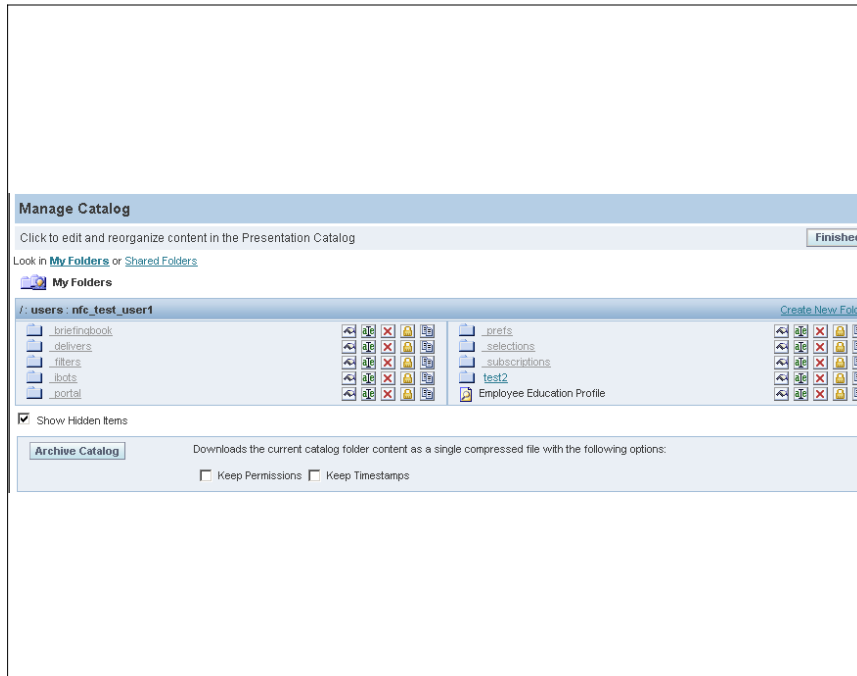 Manage Catalog
Click to edit and reorganize content in the Presentation Catalog
Finished
Look in My Folders or Shared Folders
My Folders
/ : users : nfc_test_user1
Create New Fold
_briefingbook
_delivers
_filters
_ibots
_portal
_prefs
_selections
_subscriptions
test2
Employee Education Profile
Show Hidden Items
Archive Catalog
Downloads the current catalog folder content as a single compressed file with the following options:
Keep Permissions Keep Timestamps